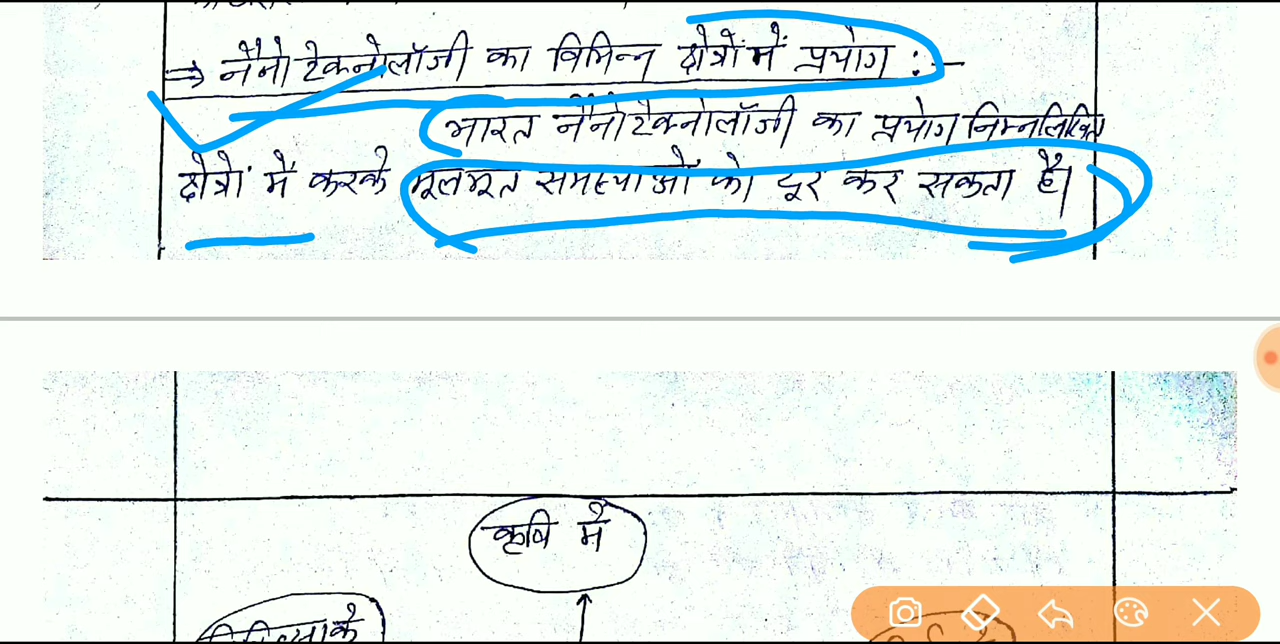 ⇒ नैनो टेक्नोलॉजी का विभिन्न क्षेत्रों में प्रयोग :-
भारत नैनोटेक्नोलॉजी का प्रयोग निम्नलिखित
क्षेत्रों में करके मूलभूत समस्याओं को दूर कर सकता है।
कृषि में